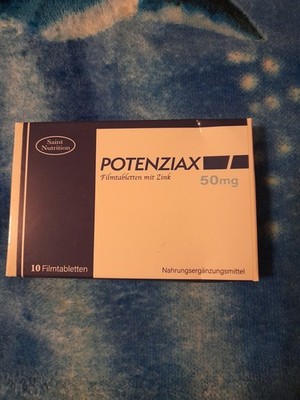 Saint
Nutrition
POTENZIAX
Filmtabletten mit Zink
50mg
10 Filmtabletten
Nahrungsergänzungsmittel